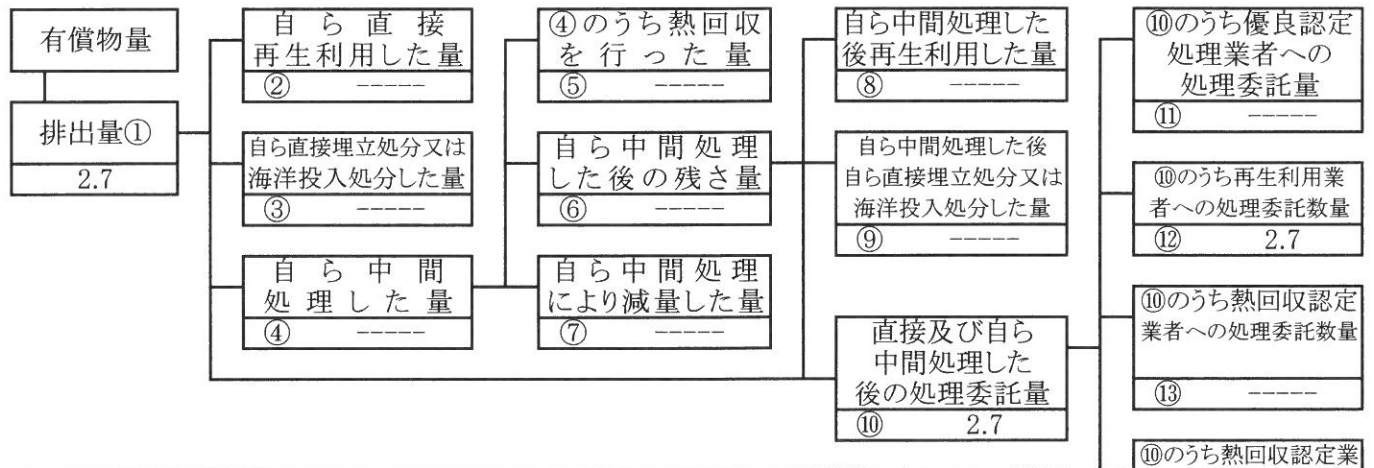 有償物量
排出量①
2.7
自ら直接
再生利用した量
② -----
自ら直接埋立処分又は
海洋投入処分した量
③ -----
自ら中間
処理した量
④ -----
④のうち熱回収
を行った量
⑤ -----
自ら中間処理
した後の残さ量
⑥ -----
自ら中間処理
により減量した量
⑦ -----
自ら中間処理した
後再生利用した量
⑧ -----
自ら中間処理した後
自ら直接埋立処分又は
海洋投入処分した量
⑨ -----
直接及び自ら
中間処理した
後の処理委託量
⑩ 2.7
⑩のうち優良認定
処理業者への
処理委託量
⑪ -----
⑩のうち再生利用業
者への処理委託数量
⑫ 2.7
⑩のうち熱回収認定
業者への処理委託数量
⑬ -----
⑩のうち熱回収認定業